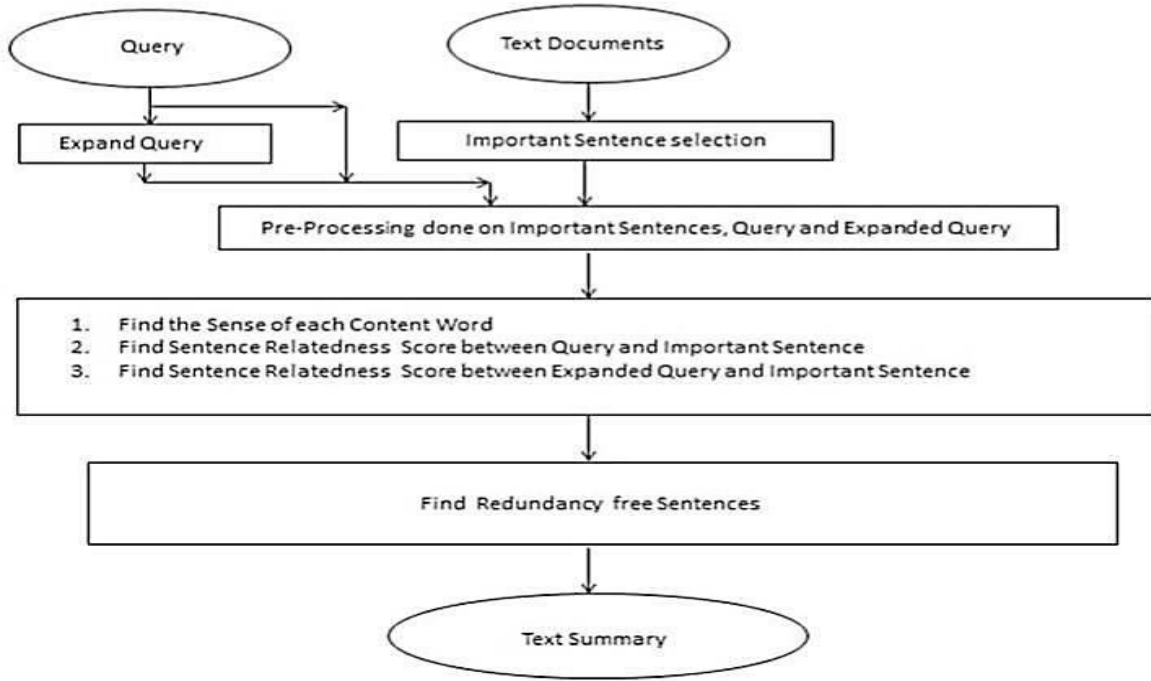 Query
Text Documents
Expand Query
Important Sentence selection
Pre-Processing done on Important Sentences, Query and Expanded Query
1. Find the Sense of each Content Word
2. Find Sentence Relatedness Score between Query and Important Sentence
3. Find Sentence Relatedness Score between Expanded Query and Important Sentence
Find Redundancy free Sentences
Text Summary